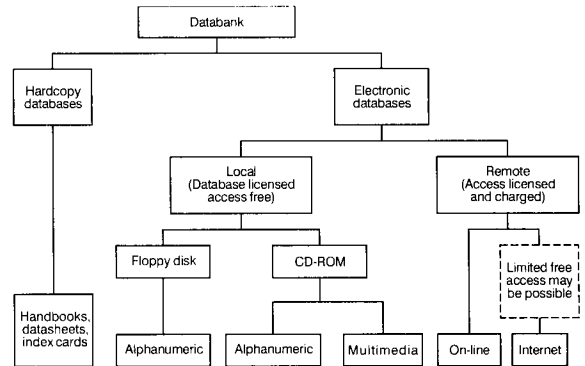 Databank
Hardcopy
databases
Electronic
databases
Local
(Database licensed
access free)
Remote
(Access licensed
and charged)
Floppy disk
CD-ROM
Limited free
access may
be possible
Handbooks,
datasheets,
index cards
Alphanumeric
Alphanumeric
Multimedia
On-line
Internet